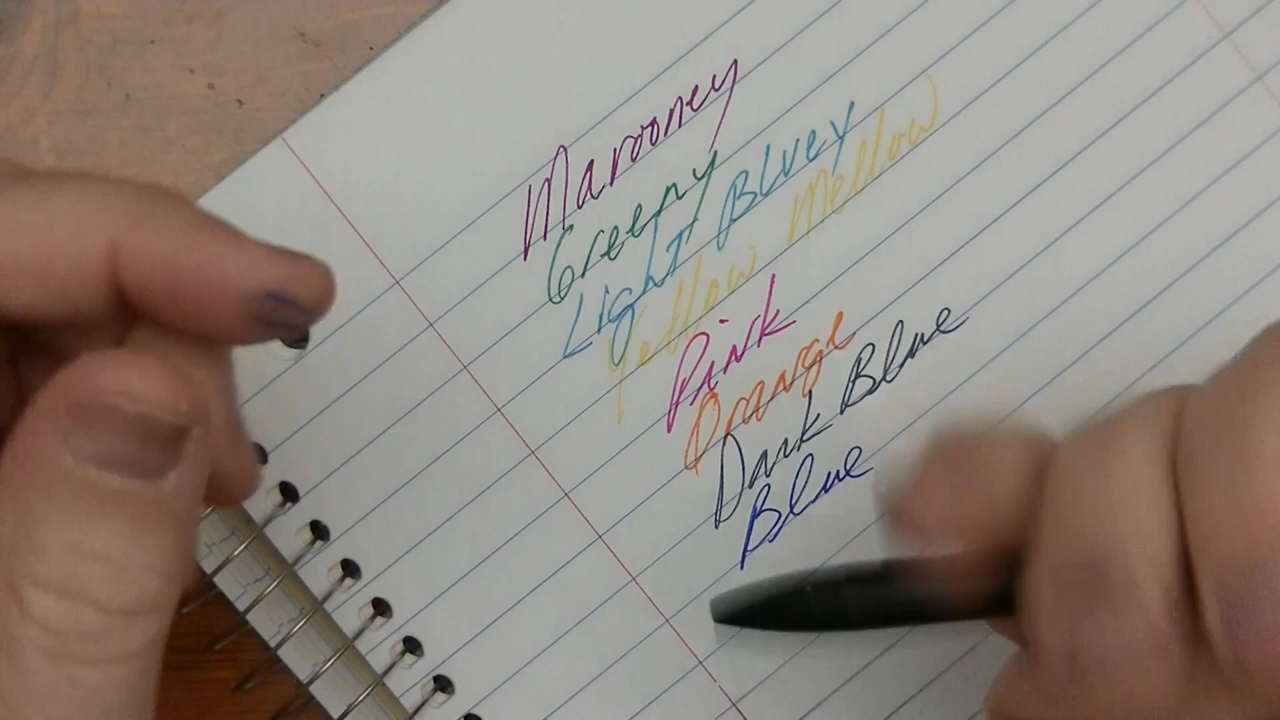 Marooney
Greeny
Light Bluey
Yellow Mellow
Pink
Orange
Dark Blue
Blue